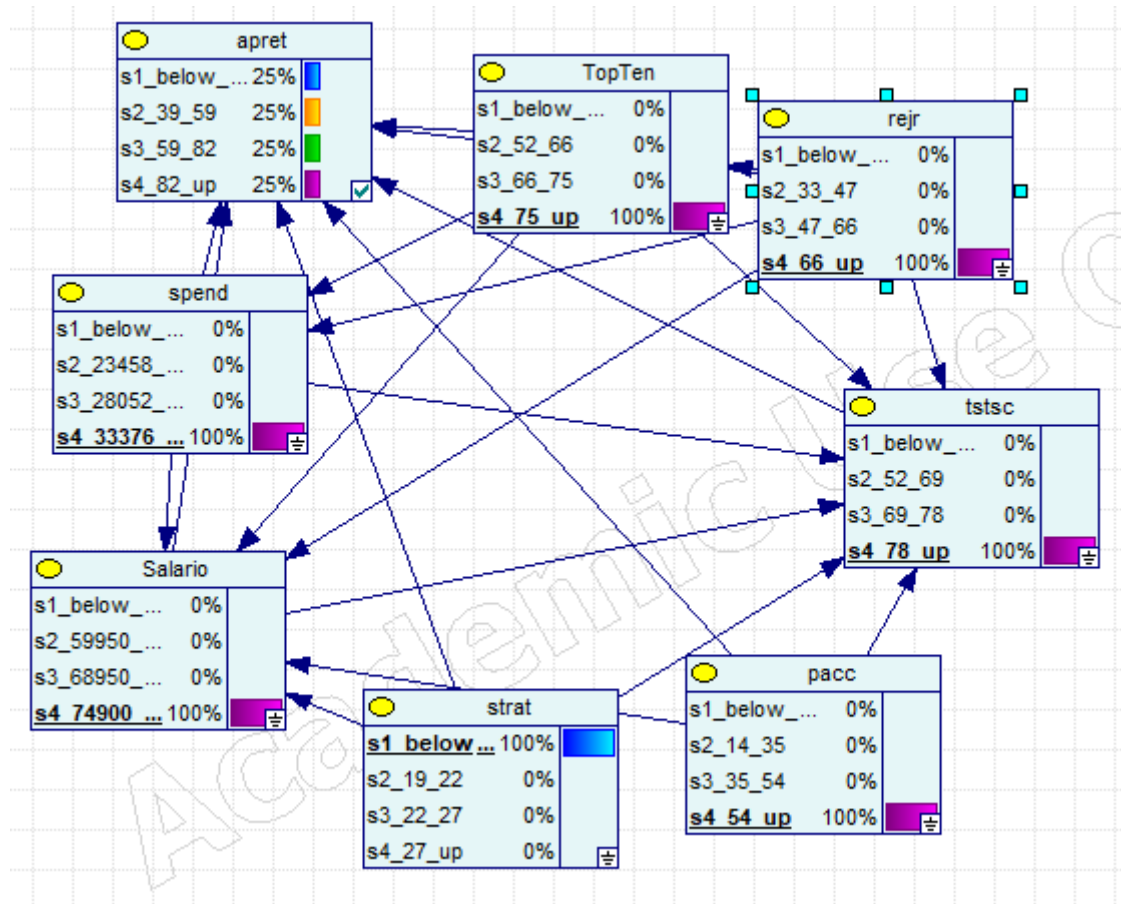 apret
s1_below_... 25%
s2_39_59 25%
s3_59_82 25%
s4_82_up 25%
TopTen
s1_below_... 0%
s2_52_66 0%
s3_66_75 0%
s4_75_up 100%
rejr
s1_below_... 0%
s2_33_47 0%
s3_47_66 0%
s4_66_up 100%
spend
s1_below_... 0%
s2_23458_... 0%
s3_28052_... 0%
s4_33376_... 100%
tstsc
s1_below_... 0%
s2_52_69 0%
s3_69_78 0%
s4_78_up 100%
Salario
s1_below_... 0%
s2_59950_... 0%
s3_68950_... 0%
s4_74900_... 100%
strat
s1_below_... 100%
s2_19_22 0%
s3_22_27 0%
s4_27_up 0%
pacc
s1_below_... 0%
s2_14_35 0%
s3_35_54 0%
s4_54_up 100%
Academic Use O